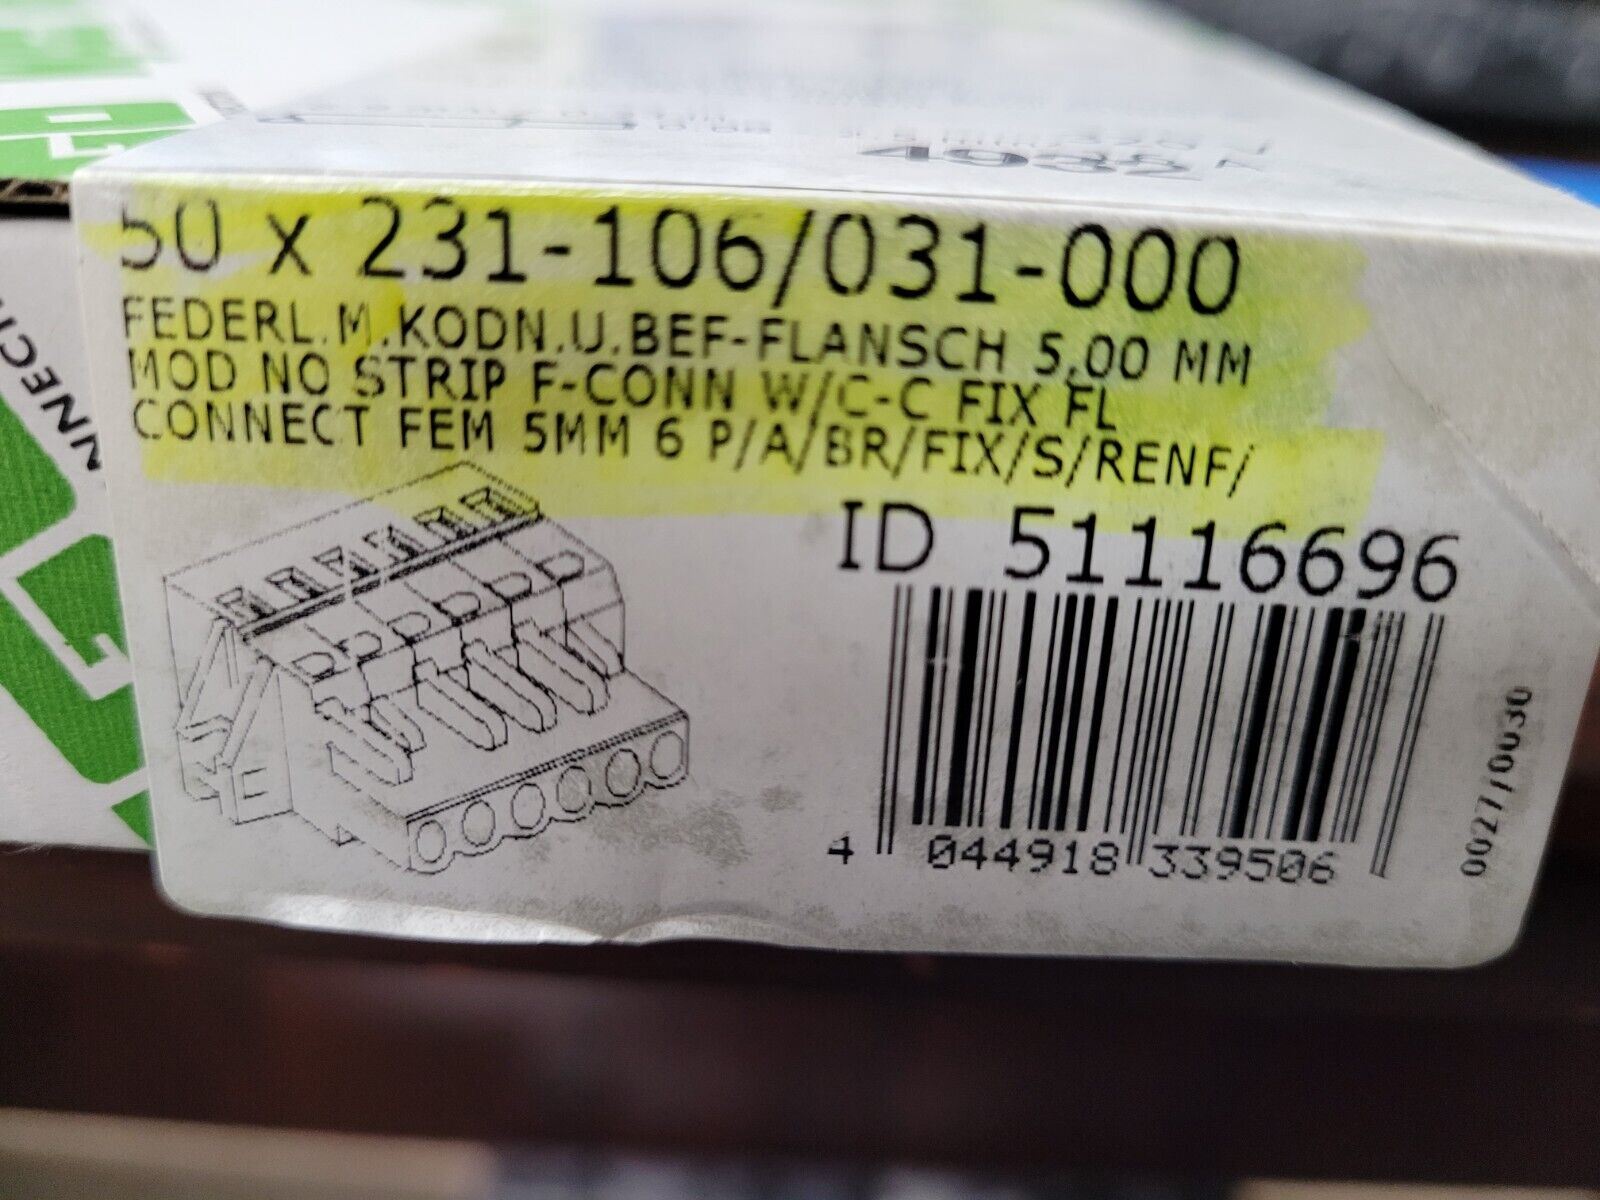 4932
50 x 231-106/031-000
FEDERL.M.KODN.U.BEF-FLANSCH 5,00 MM
MOD NO STRIP F-CONN W/C-C FIX FL
CONNECT FEM 5MM 6 P/A/BR/FIX/S/RENF/
ID 51116696
4 044918 339506
0027/0030